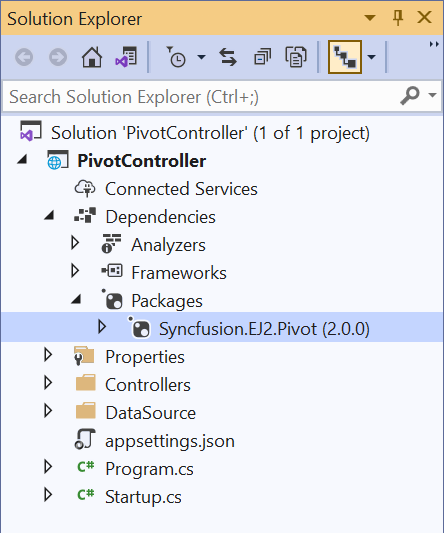 Solution Explorer
Search Solution Explorer (Ctrl+;)
Solution 'PivotController' (1 of 1 project)
PivotController
Connected Services
Dependencies
Analyzers
Frameworks
Packages
Syncfusion.EJ2.Pivot (2.0.0)
Properties
Controllers
DataSource
appsettings.json
C# Program.cs
C# Startup.cs